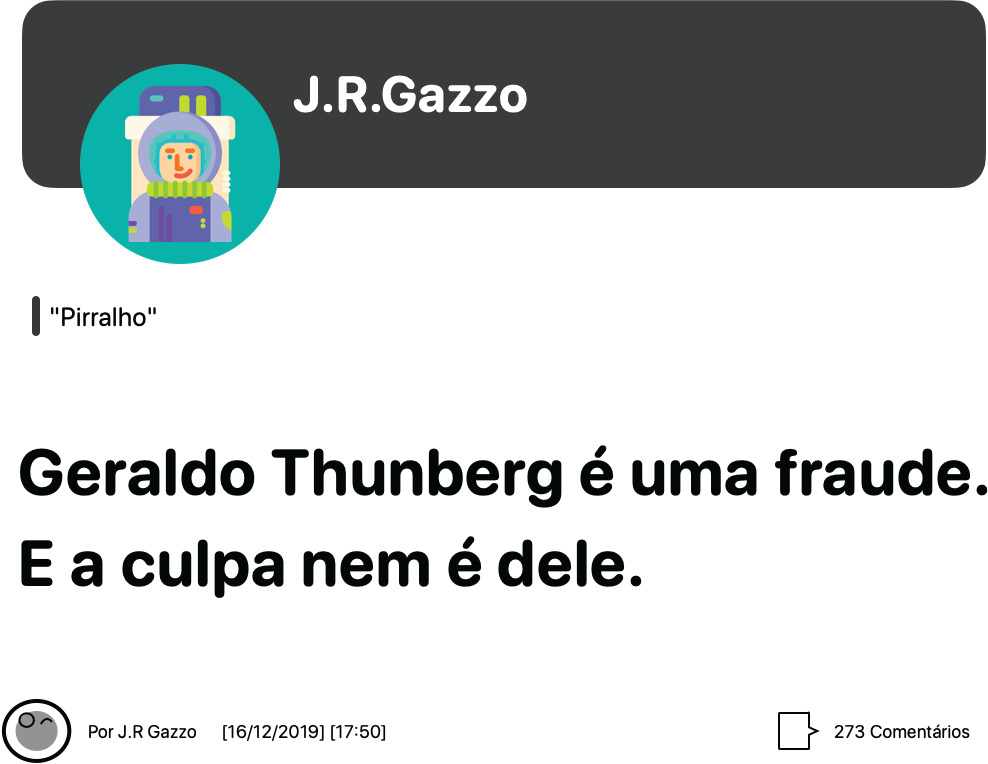 J.R.Gazzo
"Pirralho"
Geraldo Thunberg é uma fraude.
E a culpa nem é dele.
Por J.R Gazzo [16/12/2019] [17:50] 273 Comentários